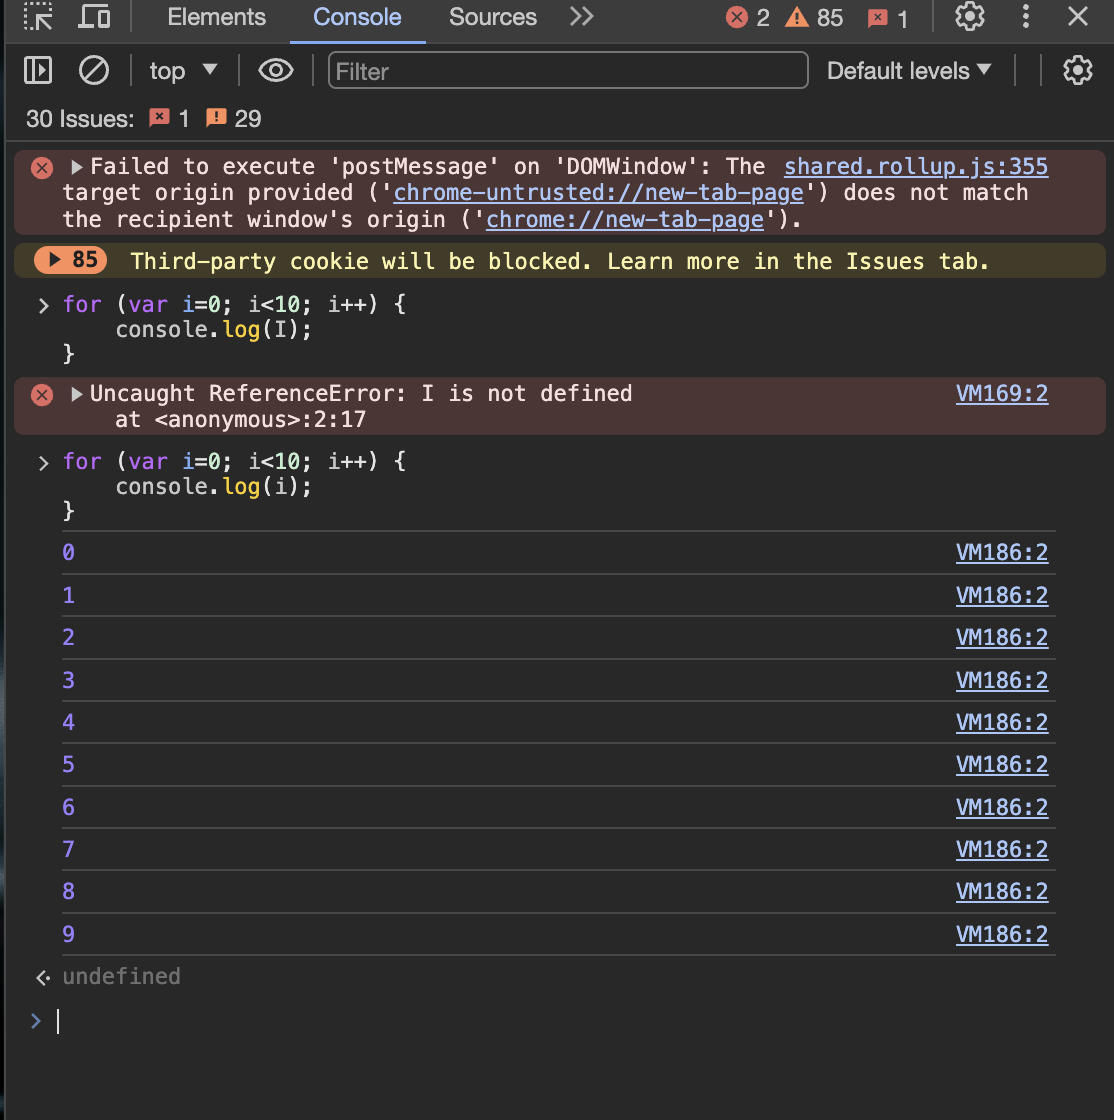 Elements Console Sources 2 85 1
top Filter Default levels
30 Issues: 1 29
Failed to execute 'postMessage' on 'DOMWindow': The shared.rollup.js:355
target origin provided ('chrome-untrusted://new-tab-page') does not match
the recipient window's origin ('chrome://new-tab-page').
85 Third-party cookie will be blocked. Learn more in the Issues tab.
> for (var i=0; i<10; i++) {
console.log(I);
}
Uncaught ReferenceError: I is not defined VM169:2
at <anonymous>:2:17
> for (var i=0; i<10; i++) {
console.log(i);
}
0 VM186:2
1 VM186:2
2 VM186:2
3 VM186:2
4 VM186:2
5 VM186:2
6 VM186:2
7 VM186:2
8 VM186:2
9 VM186:2
undefined
>